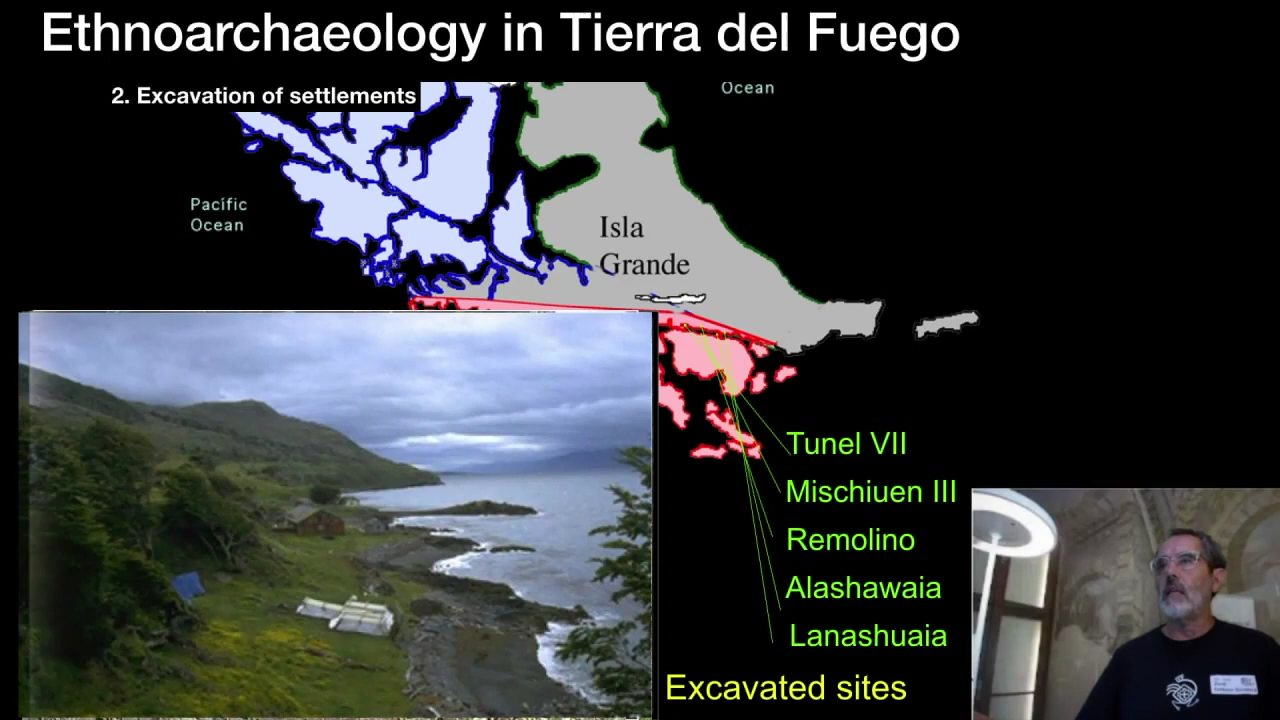 Ethnoarchaeology in Tierra del Fuego
2. Excavation of settlements
Ocean
Pacific
Ocean
Isla
Grande
Tunel VII
Mischiuen III
Remolino
Alashawaia
Lanashuaia
Excavated sites